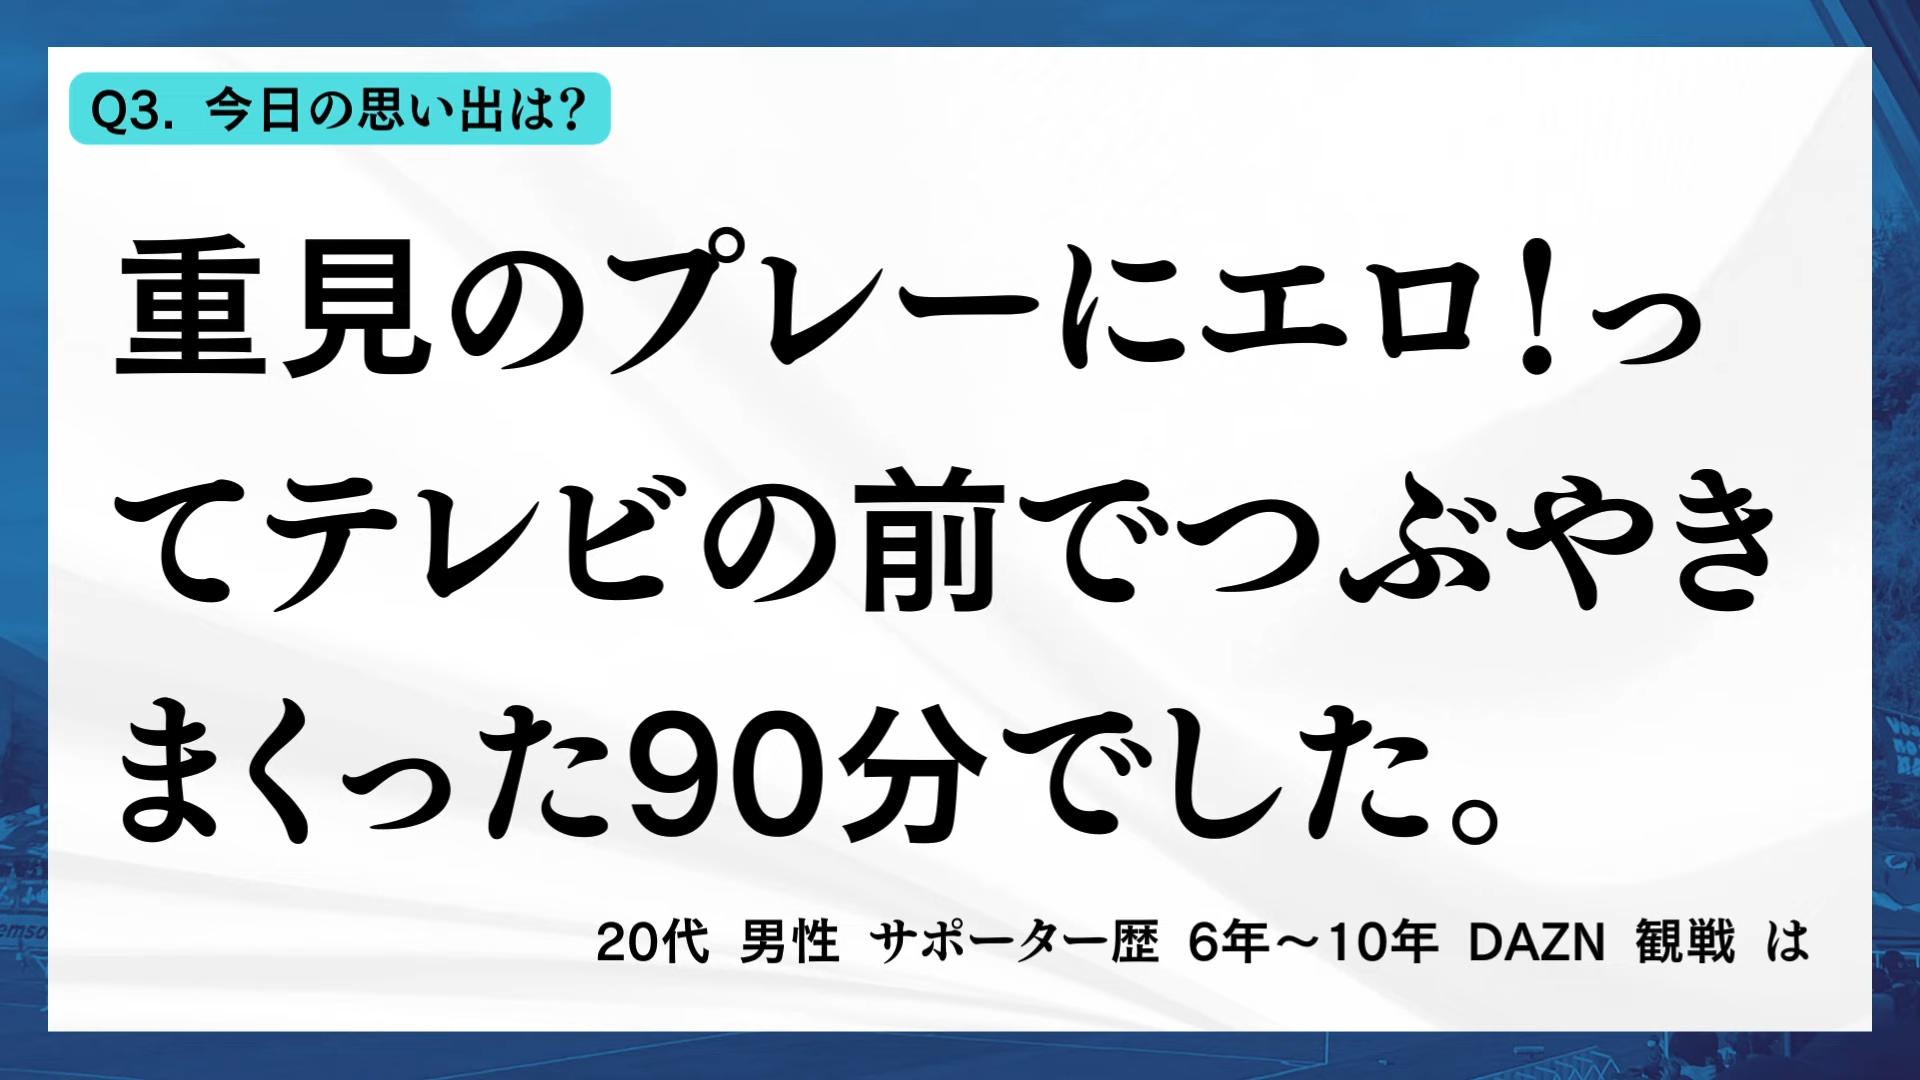 Q3. 今日の思い出は?
重見のプレーにエロ！っ
てテレビの前でつぶやき
まくった90分でした。
20代 男性 サポーター歴 6年～10年 DAZN 観戦 は